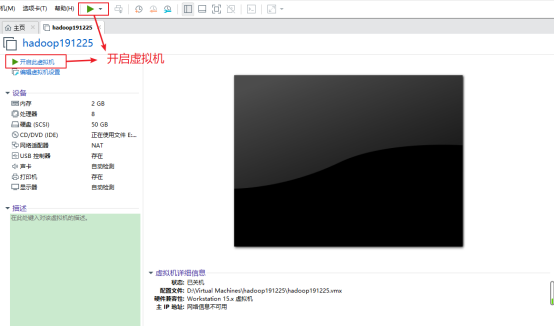 机(M) 选项卡(T) 帮助(H)
主页 hadoop191225
hadoop191225
开启此虚拟机
开启虚拟机
编辑虚拟机设置
设备
内存 2 GB
处理器 8
硬盘 (SCSI) 50 GB
CD/DVD (IDE) 正在使用文件 E:...
网络适配器 NAT
USB 控制器 存在
声卡 自动检测
打印机 存在
显示器 自动检测
描述
在此处键入对该虚拟机的描述。
虚拟机详细信息
状态: 已关机
配置文件: D:\Virtual Machines\hadoop191225\hadoop191225.vmx
硬件兼容性: Workstation 15.x 虚拟机
主 IP 地址: 网络信息不可用